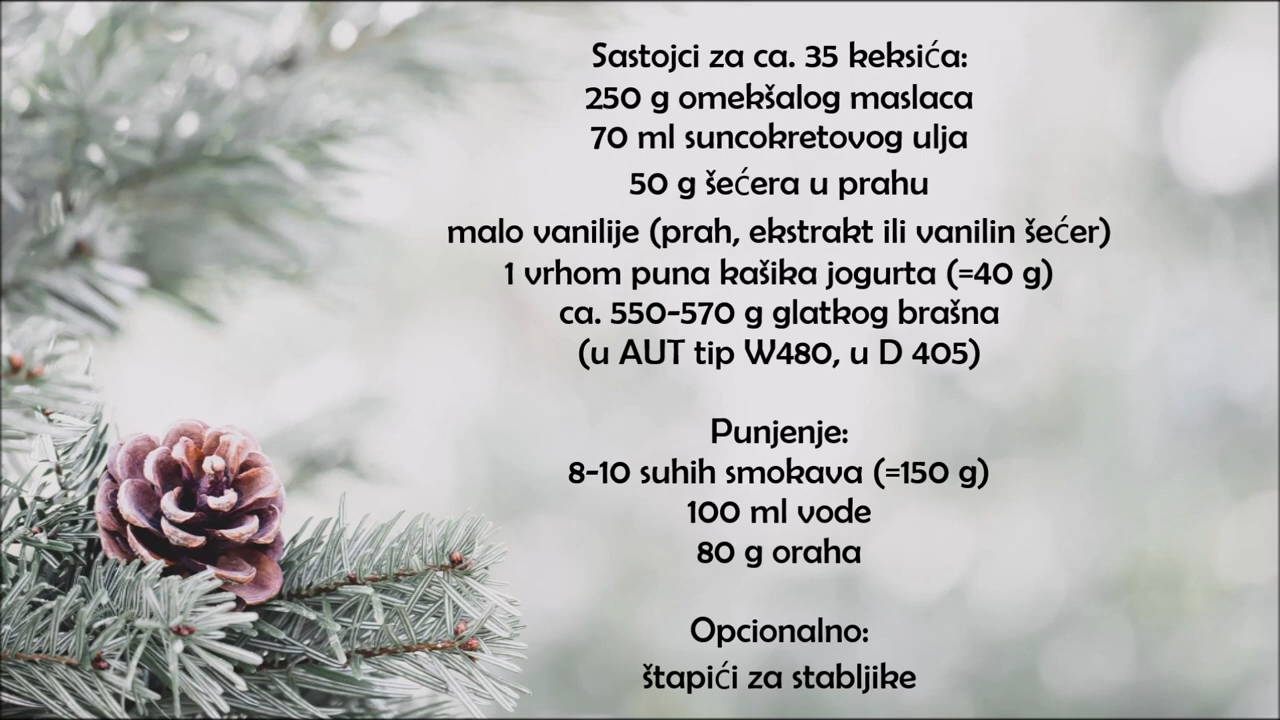 Sastojci za ca. 35 keksića:
250 g omekšalog maslaca
70 ml suncokretovog ulja
50 g šećera u prahu
malo vanilije (prah, ekstrakt ili vanilin šećer)
1 vrhom puna kašika jogurta (=40 g)
ca. 550-570 g glatkog brašna
(u AUT tip W480, u D 405)
Punjenje:
8-10 suhih smokava (=150 g)
100 ml vode
80 g oraha
Opcionalno:
štapići za stabljike